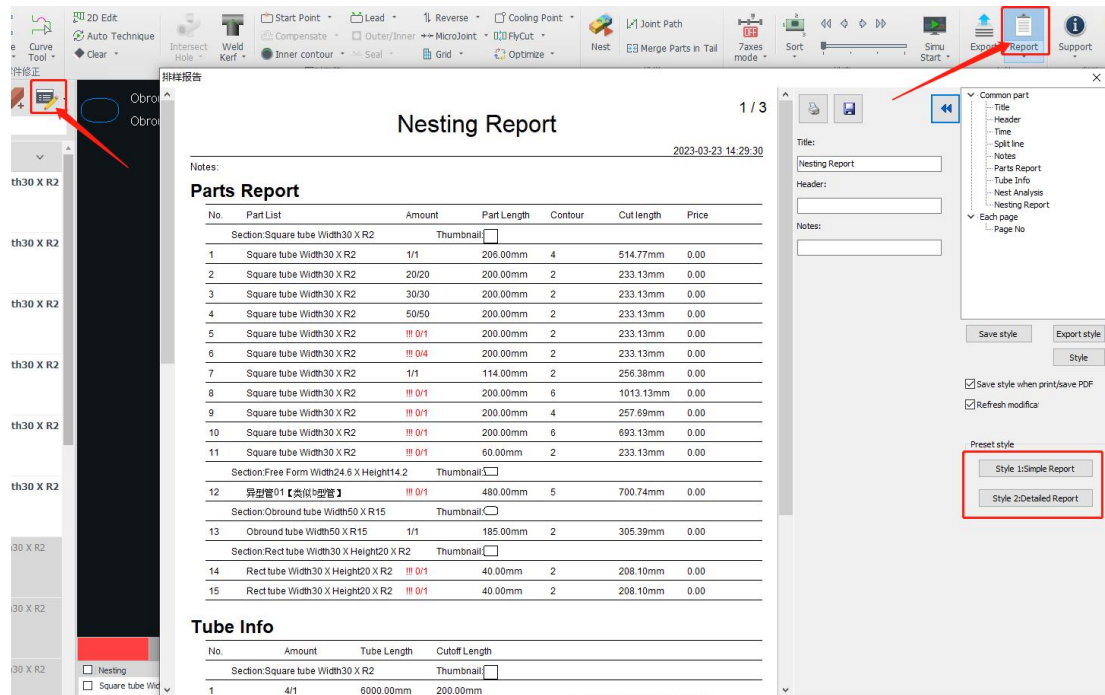 2D Edit
Auto Technique
Clear
Curve
Tool
件修正
Intersect
Hole
Weld
Kerf
Start Point
Lead
Reverse
Cooling Point
Compensate
Outer/Inner
MicroJoint
FlyCut
Inner contour
Seal
Grid
Optimize
Nest
Joint Path
Merge Parts in Tail
OFF
7axes
mode
Sort
Simu
Start
Export
Report
Support
排样报告
Obrou
Obrou
th30 X R2
th30 X R2
th30 X R2
th30 X R2
th30 X R2
th30 X R2
30 X R2
30 X R2
30 X R2
Nesting
Square tube Wid
1 / 3
Nesting Report
2023-03-23 14:29:30
Notes:
Parts Report
No. Part List Amount Part Length Contour Cut length Price
Section:Square tube Width30 X R2 Thumbnail:
1 Square tube Width30 X R2 1/1 206.00mm 4 514.77mm 0.00
2 Square tube Width30 X R2 20/20 200.00mm 2 233.13mm 0.00
3 Square tube Width30 X R2 30/30 200.00mm 2 233.13mm 0.00
4 Square tube Width30 X R2 50/50 200.00mm 2 233.13mm 0.00
5 Square tube Width30 X R2 !!! 0/1 200.00mm 2 233.13mm 0.00
6 Square tube Width30 X R2 !!! 0/4 200.00mm 2 233.13mm 0.00
7 Square tube Width30 X R2 1/1 114.00mm 2 256.38mm 0.00
8 Square tube Width30 X R2 !!! 0/1 200.00mm 6 1013.13mm 0.00
9 Square tube Width30 X R2 !!! 0/1 200.00mm 4 257.69mm 0.00
10 Square tube Width30 X R2 !!! 0/1 200.00mm 6 693.13mm 0.00
11 Square tube Width30 X R2 !!! 0/1 60.00mm 2 233.13mm 0.00
Section:Free Form Width24.6 X Height14.2 Thumbnail:
12 异型管01【类似b型管】 !!! 0/1 480.00mm 5 700.74mm 0.00
Section:Obround tube Width50 X R15 Thumbnail:
13 Obround tube Width50 X R15 1/1 185.00mm 2 305.39mm 0.00
Section:Rect tube Width30 X Height20 X R2 Thumbnail:
14 Rect tube Width30 X Height20 X R2 !!! 0/1 40.00mm 2 208.10mm 0.00
15 Rect tube Width30 X Height20 X R2 !!! 0/1 40.00mm 2 208.10mm 0.00
Tube Info
No. Amount Tube Length Cutoff Length
Section:Square tube Width30 X R2 Thumbnail:
1 4/1 6000.00mm 200.00mm
Title:
Nesting Report
Header:
Notes:
Common part
Title
Header
Time
Split line
Notes
Parts Report
Tube Info
Nest Analysis
Nesting Report
Each page
Page No
Save style
Export style
Style
Save style when print/save PDF
Refresh modifica
Preset style
Style 1:Simple Report
Style 2:Detailed Report